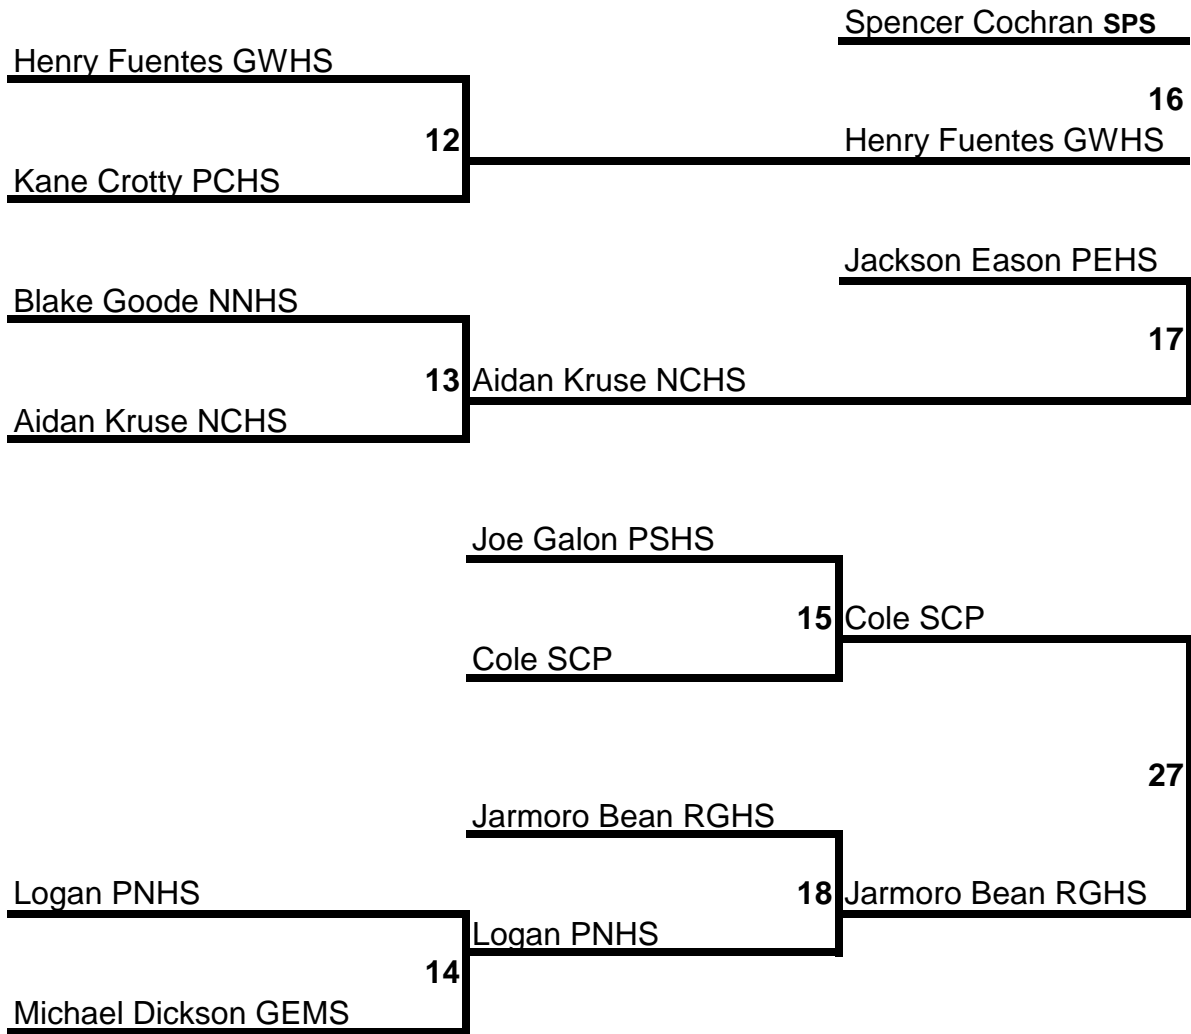 Spencer Cochran SPS
Henry Fuentes GWHS
16
12
Henry Fuentes GWHS
Kane Crotty PCHS
Jackson Eason PEHS
Blake Goode NNHS
17
13
Aidan Kruse NCHS
Aidan Kruse NCHS
Joe Galon PSHS
15
Cole SCP
Cole SCP
27
Jarmoro Bean RGHS
Logan PNHS
18
Jarmoro Bean RGHS
Logan PNHS
14
Michael Dickson GEMS